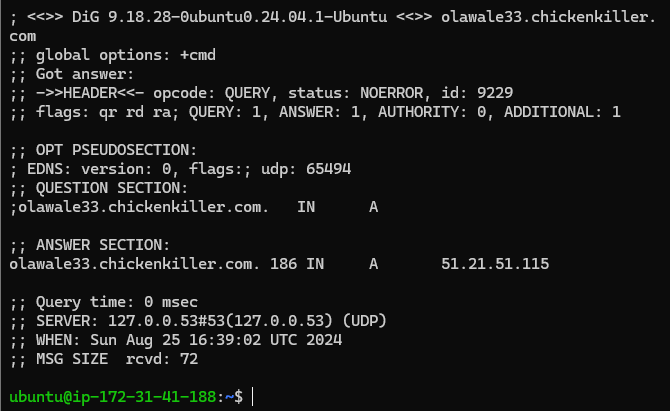 ; <<>> DiG 9.18.28-0ubuntu0.24.04.1-Ubuntu <<>> olawale33.chickenkiller.
com
;; global options: +cmd
;; Got answer:
;; ->>HEADER<<- opcode: QUERY, status: NOERROR, id: 9229
;; flags: qr rd ra; QUERY: 1, ANSWER: 1, AUTHORITY: 0, ADDITIONAL: 1

;; OPT PSEUDOSECTION:
; EDNS: version: 0, flags:; udp: 65494
;; QUESTION SECTION:
;olawale33.chickenkiller.com.   IN      A

;; ANSWER SECTION:
olawale33.chickenkiller.com. 186 IN     A       51.21.51.115

;; Query time: 0 msec
;; SERVER: 127.0.0.53#53(127.0.0.53) (UDP)
;; WHEN: Sun Aug 25 16:39:02 UTC 2024
;; MSG SIZE  rcvd: 72

ubuntu@ip-172-31-41-188:~$